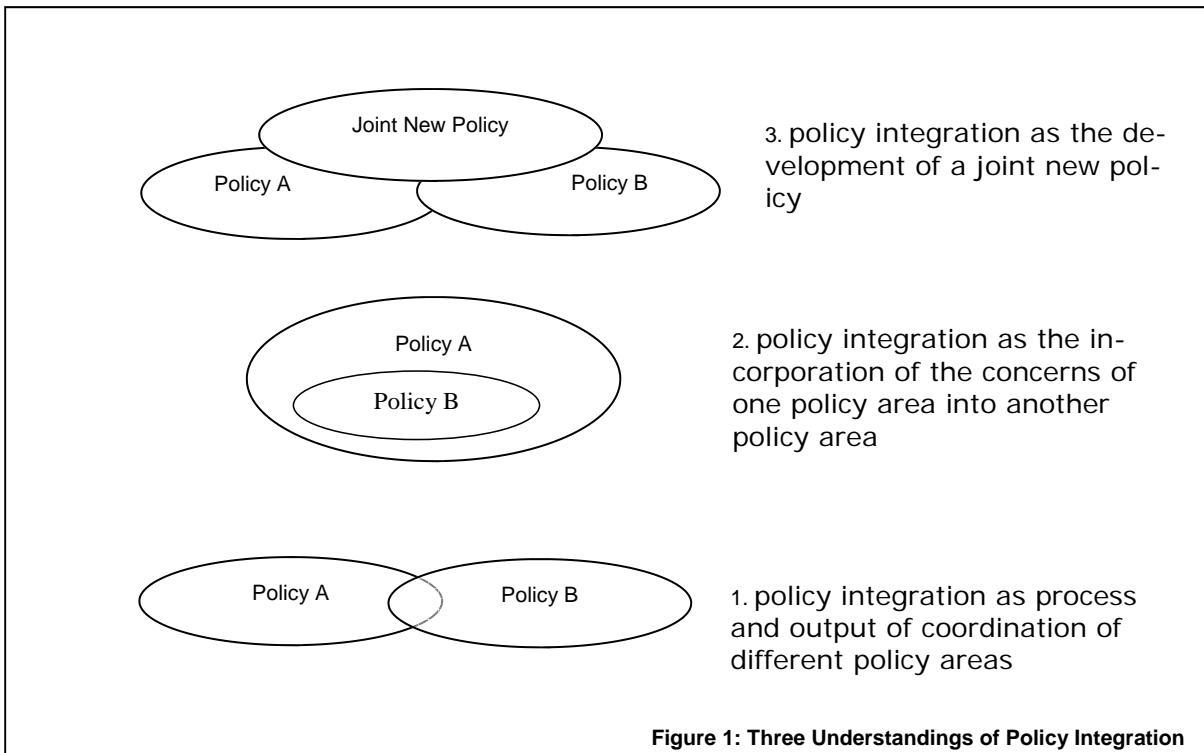 Joint New Policy
Policy A
Policy B
3. policy integration as the de-
velopment of a joint new pol-
icy
Policy A
Policy B
2. policy integration as the in-
corporation of the concerns of
one policy area into another
policy area
Policy A
Policy B
1. policy integration as process
and output of coordination of
different policy areas
Figure 1: Three Understandings of Policy Integration